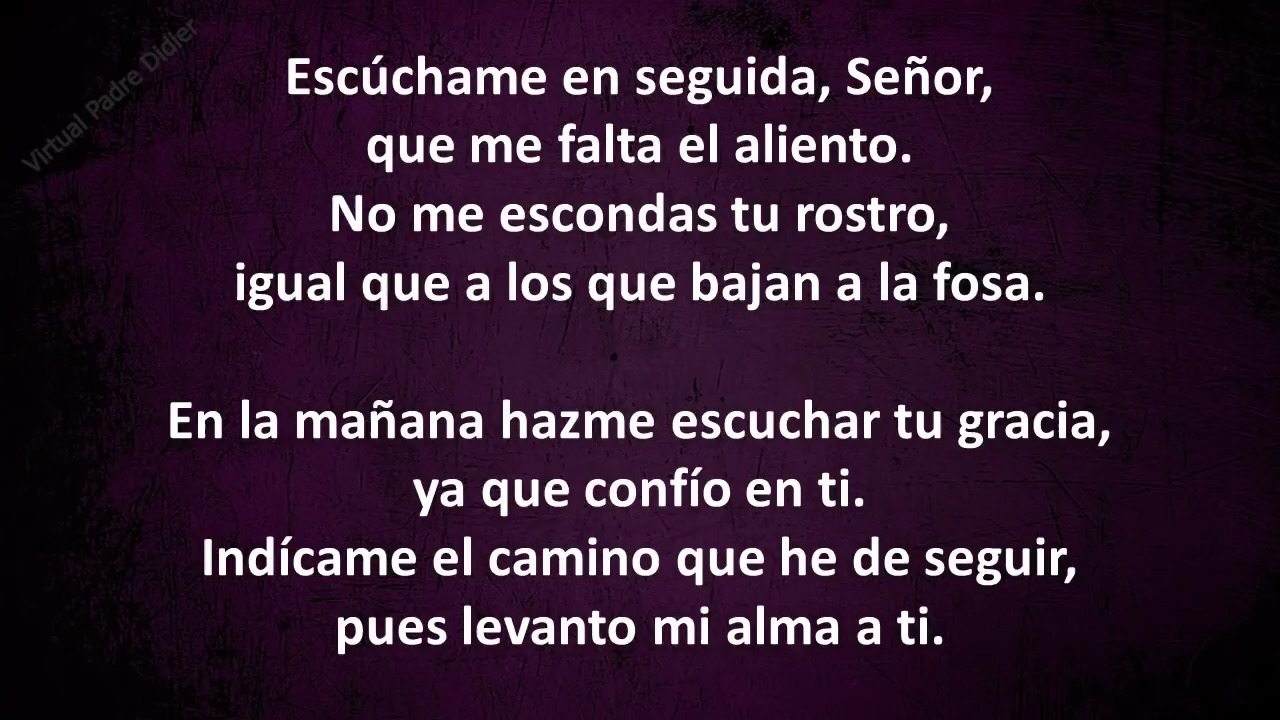 Virtual Padre Didier
Escúchame en seguida, Señor,
que me falta el aliento.
No me escondas tu rostro,
igual que a los que bajan a la fosa.
En la mañana hazme escuchar tu gracia,
ya que confío en ti.
Indícame el camino que he de seguir,
pues levanto mi alma a ti.